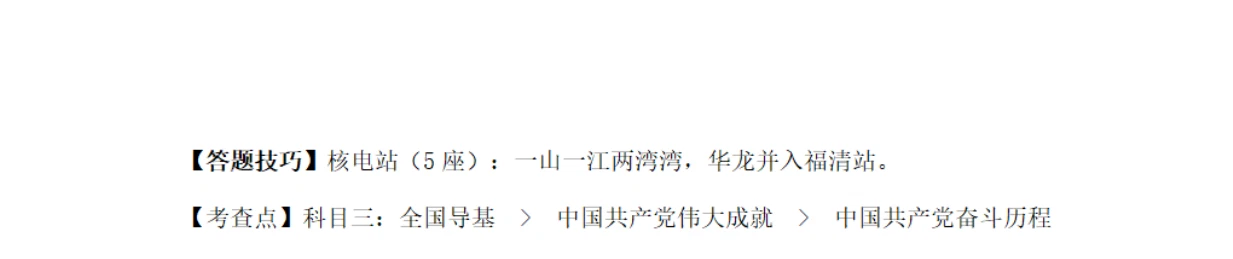 【答题技巧】核电站（5 座）：一山一江两湾湾，华龙并入福清站。
【考查点】科目三：全国导基 > 中国共产党伟大成就 > 中国共产党奋斗历程